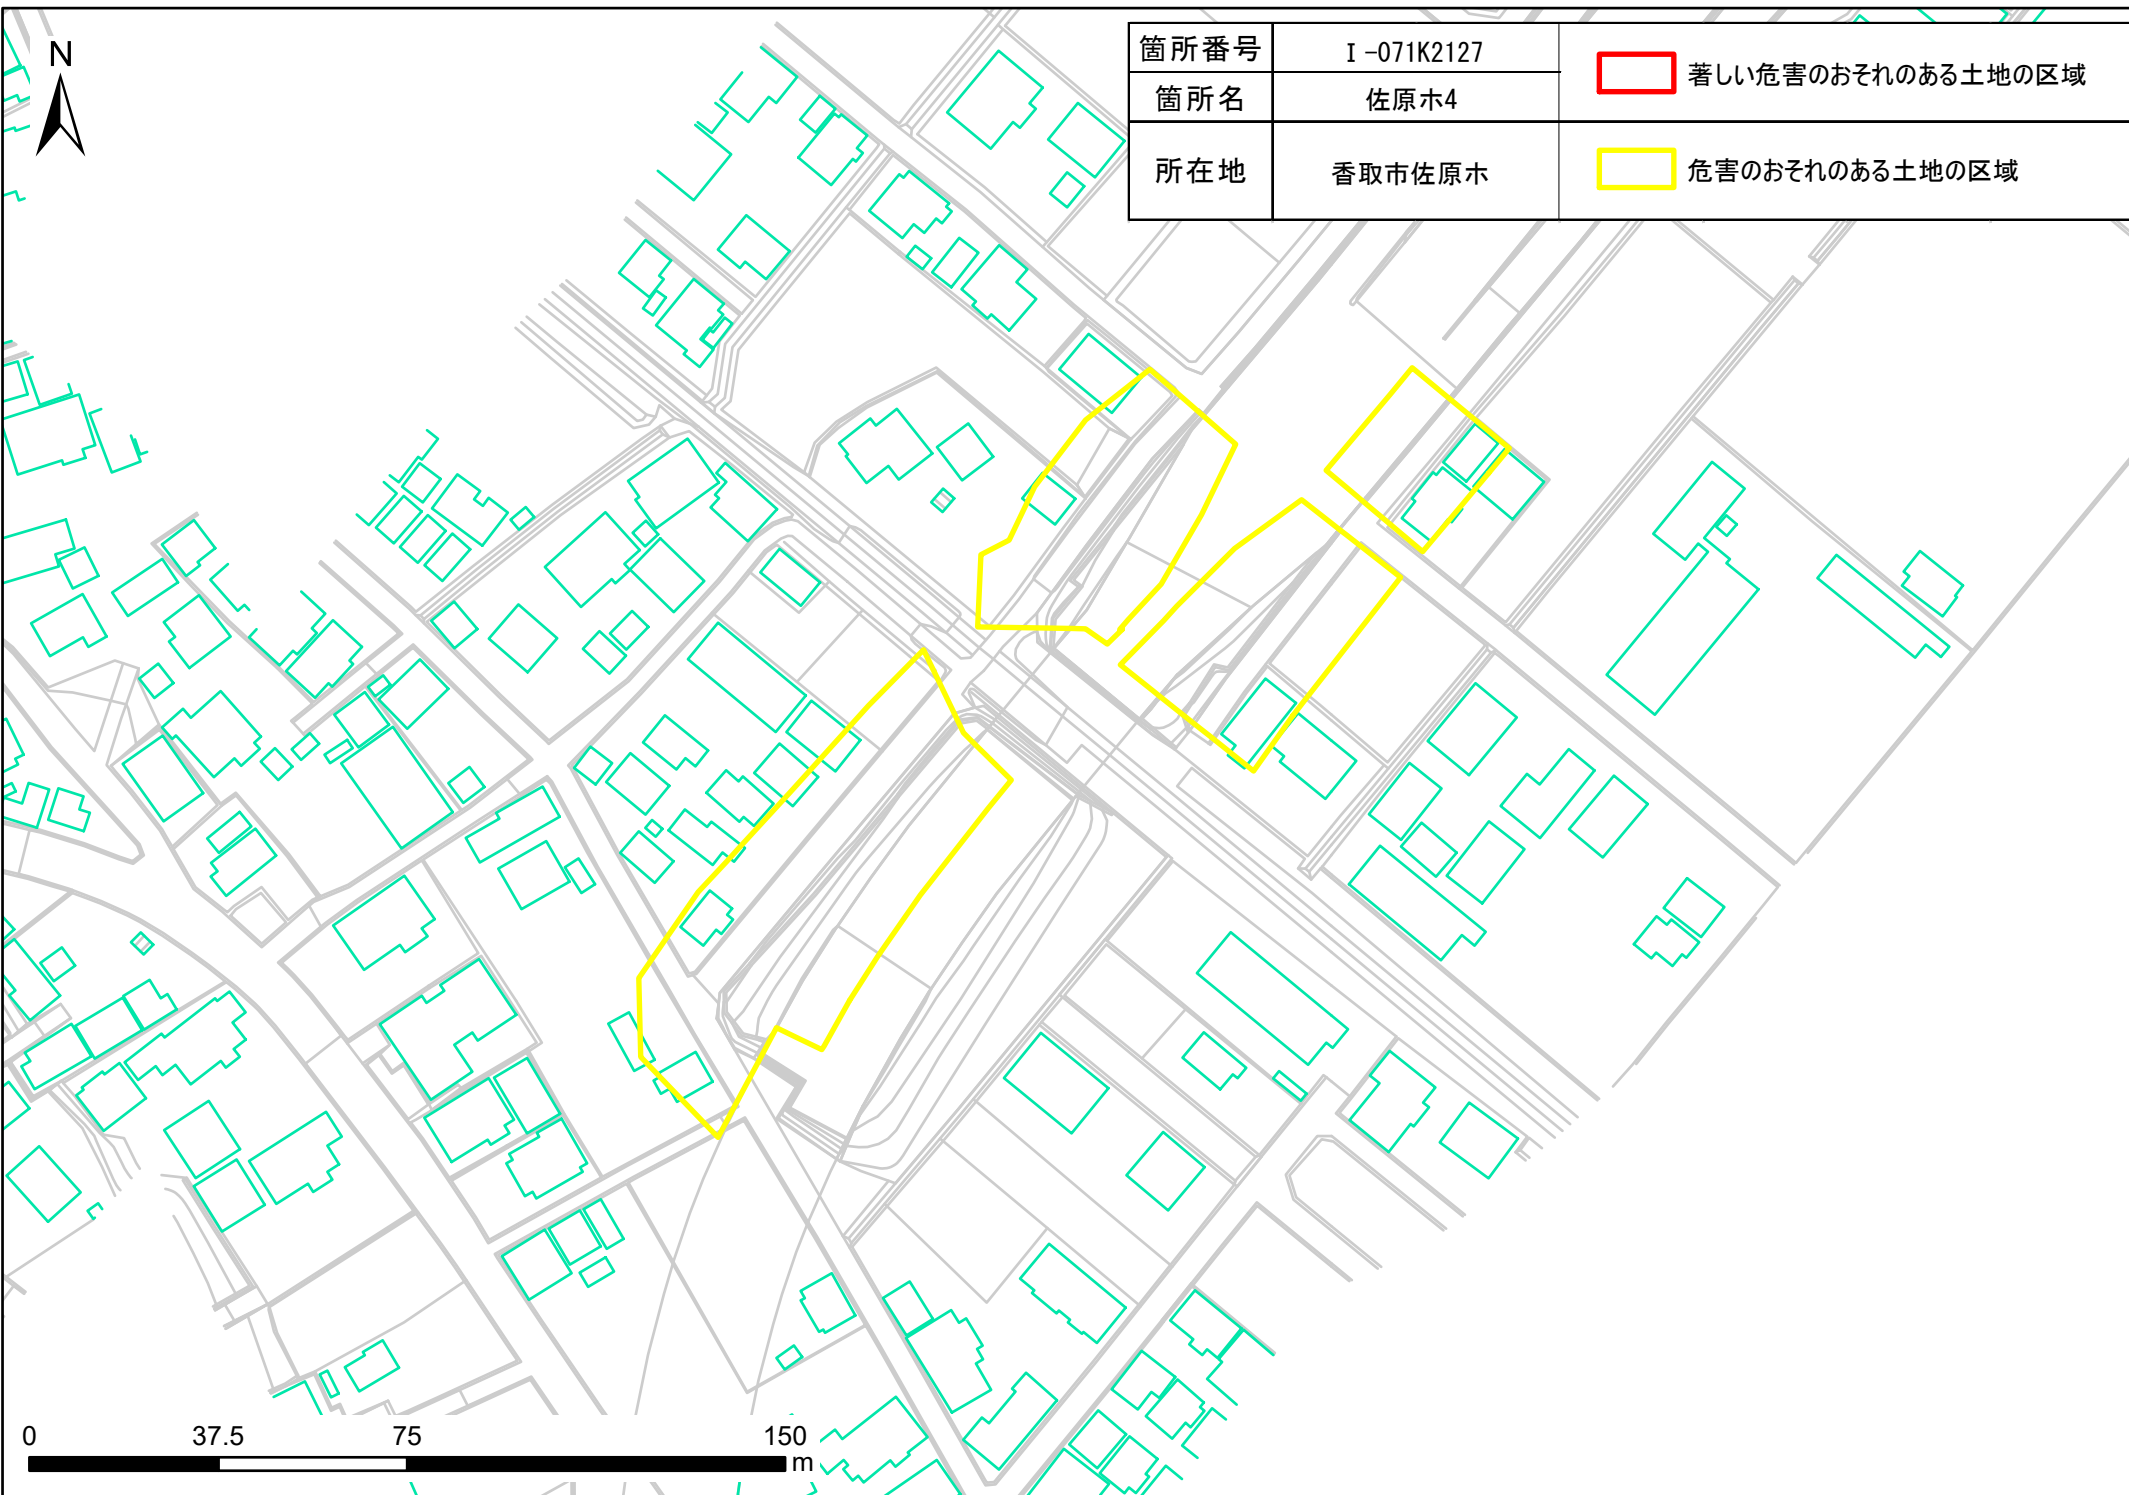 N
箇所番号 Ⅰ-071K2127
箇所名 佐原ホ4
所在地 香取市佐原ホ
著しい危害のおそれのある土地の区域
危害のおそれのある土地の区域
0 37.5 75 150
m